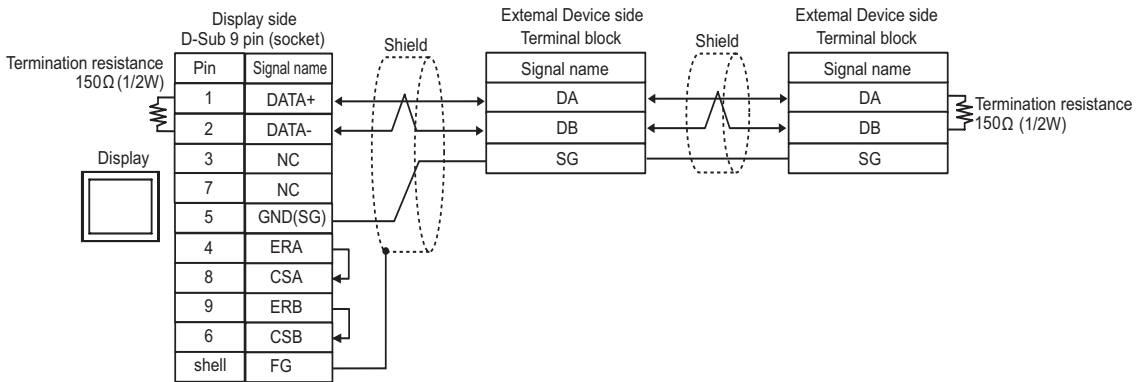 Display side
D-Sub 9 pin (socket)
Termination resistance
150Ω (1/2W)
Display
Pin Signal name
1 DATA+
2 DATA-
3 NC
7 NC
5 GND(SG)
4 ERA
8 CSA
9 ERB
6 CSB
shell FG
Shield
External Device side
Terminal block
Signal name
DA
DB
SG
Shield
External Device side
Terminal block
Signal name
DA
DB
SG
Termination resistance
150Ω (1/2W)